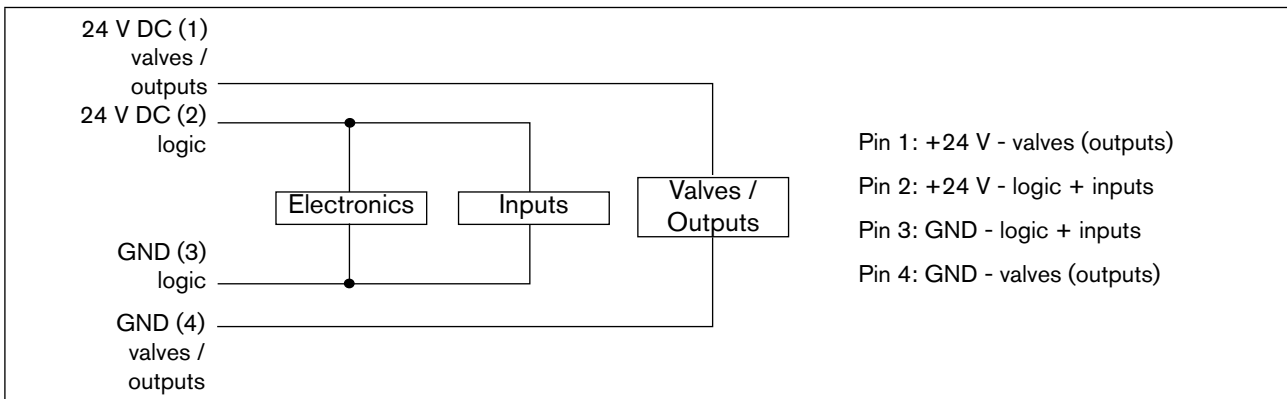 24 V DC (1)
valves /
outputs
24 V DC (2)
logic
Electronics
Inputs
Valves /
Outputs
GND (3)
logic
GND (4)
valves /
outputs
Pin 1: +24 V - valves (outputs)
Pin 2: +24 V - logic + inputs
Pin 3: GND - logic + inputs
Pin 4: GND - valves (outputs)